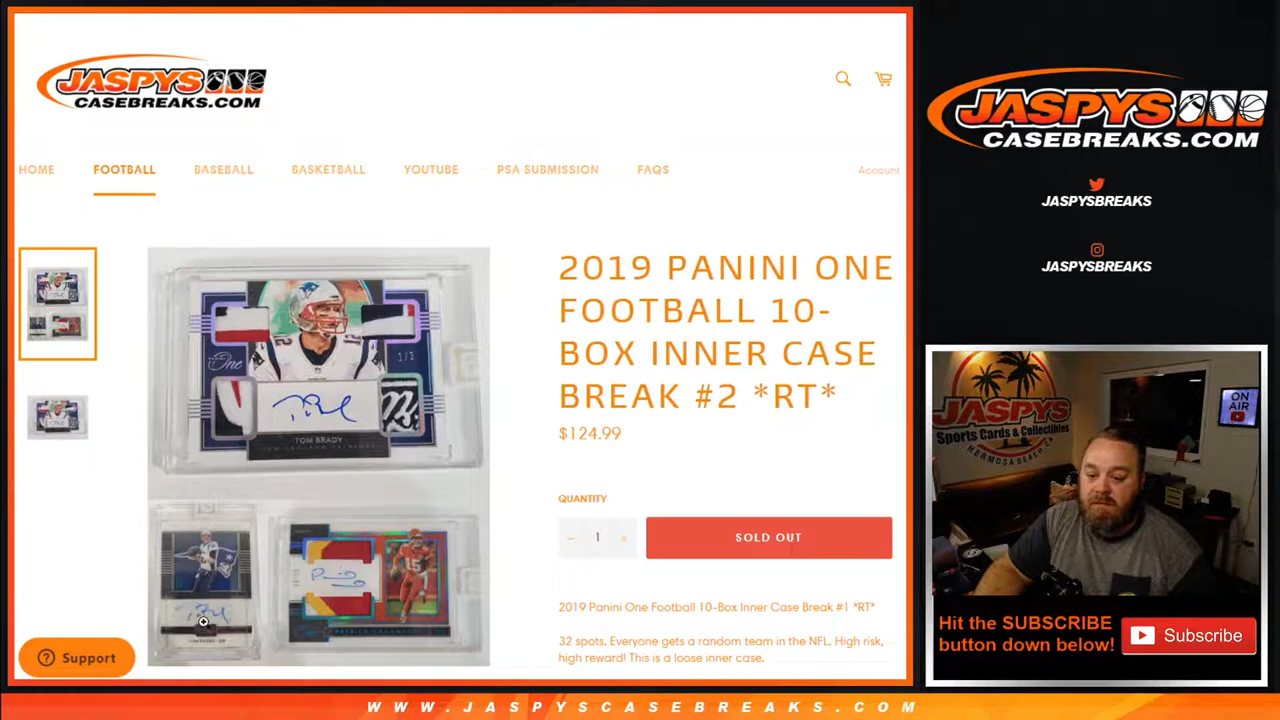 JASPYS
CASEBREAKS.COM
HOME FOOTBALL BASEBALL BASKETBALL YOUTUBE PSA SUBMISSION FAQS Account
2019 PANINI ONE
FOOTBALL 10-
BOX INNER CASE
BREAK #2 *RT*
$124.99
QUANTITY
− 1 +
SOLD OUT
2019 Panini One Football 10-Box Inner Case Break #1 *RT*
32 spots. Everyone gets a random team in the NFL. High risk,
high reward! This is a loose inner case.
Panini One
TOM BRADY
12
15
Support
JASPYS
CASEBREAKS.COM
JASPYSBREAKS
JASPYSBREAKS
JASPYS
Sports Cards & Collectibles
HERMOSA BEACH CA
ON
AIR
Hit the SUBSCRIBE
button down below!
Subscribe
WWW.JASPYSCASEBREAKS.COM